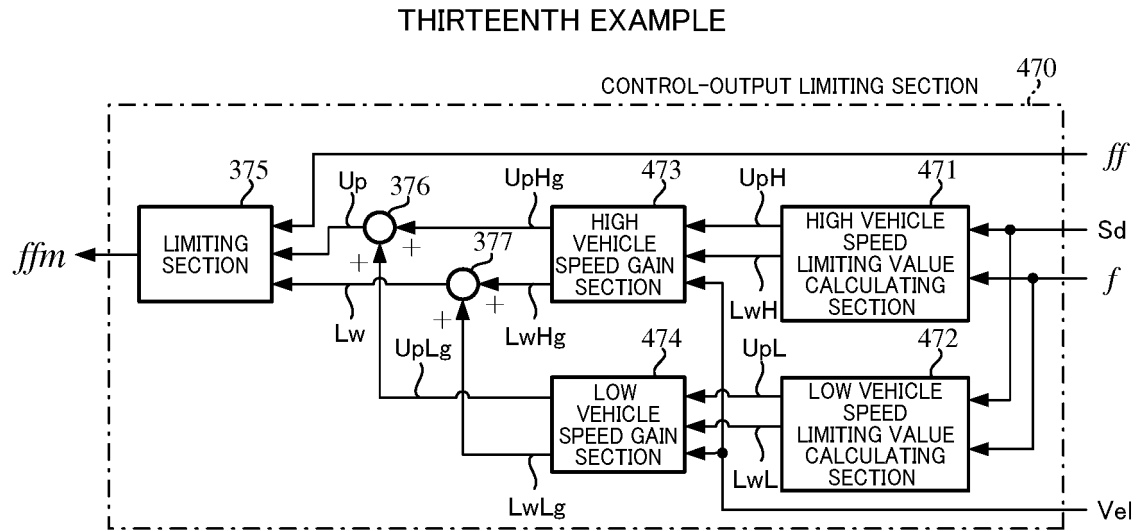 THIRTEENTH EXAMPLE
CONTROL-OUTPUT LIMITING SECTION
470
ff
375
Up
376
UpHg
473
UpH
471
LIMITING
SECTION
ffm
+
+
377
HIGH
VEHICLE
SPEED GAIN
SECTION
HIGH VEHICLE
SPEED
LIMITING VALUE
CALCULATING SECTION
Sd
f
Lw
+
+
LwHg
LwH
UpLg
474
UpL
472
LOW
VEHICLE
SPEED GAIN
SECTION
LOW VEHICLE
SPEED
LIMITING VALUE
CALCULATING SECTION
LwLg
LwL
Vel